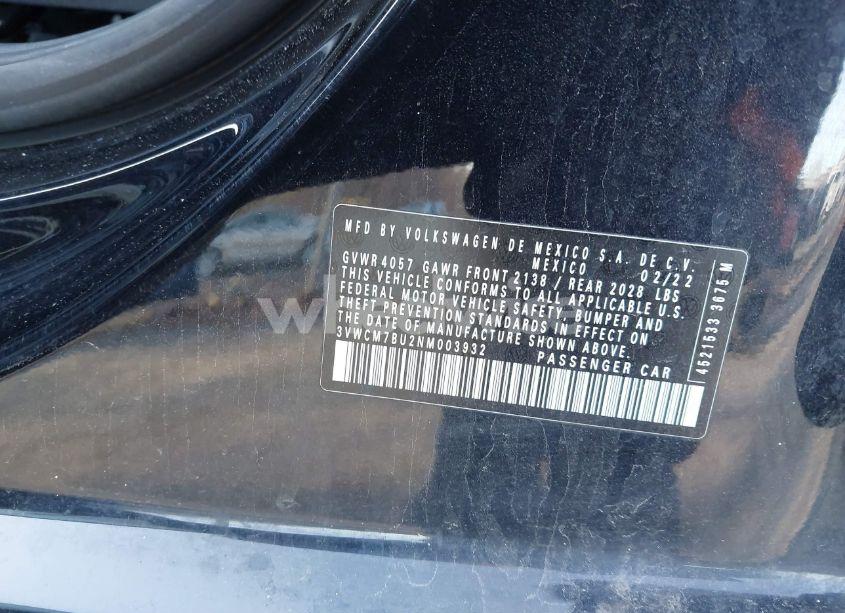 MFD BY VOLKSWAGEN DE MEXICO S.A. DE C.V.
MEXICO 02/22
GVWR 4057 GAWR FRONT 2138 / REAR 2028 LBS
THIS VEHICLE CONFORMS TO ALL APPLICABLE U.S.
FEDERAL MOTOR VEHICLE SAFETY, BUMPER AND
THEFT PREVENTION STANDARDS IN EFFECT ON
THE DATE OF MANUFACTURE SHOWN ABOVE.
3VWCM7BU2NM003932 PASSENGER CAR
4521533 3675 M